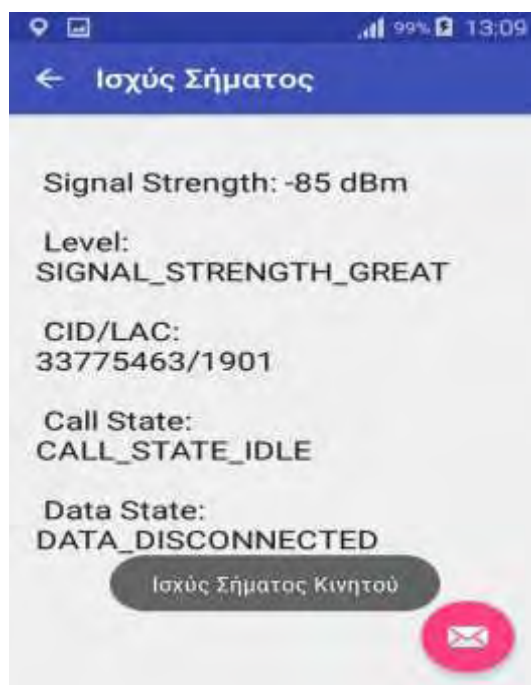 99% 13:09
Ισχύς Σήματος
Signal Strength: -85 dBm
Level:
SIGNAL_STRENGTH_GREAT
CID/LAC:
33775463/1901
Call State:
CALL_STATE_IDLE
Data State:
DATA_DISCONNECTED
Ισχύς Σήματος Κινητού